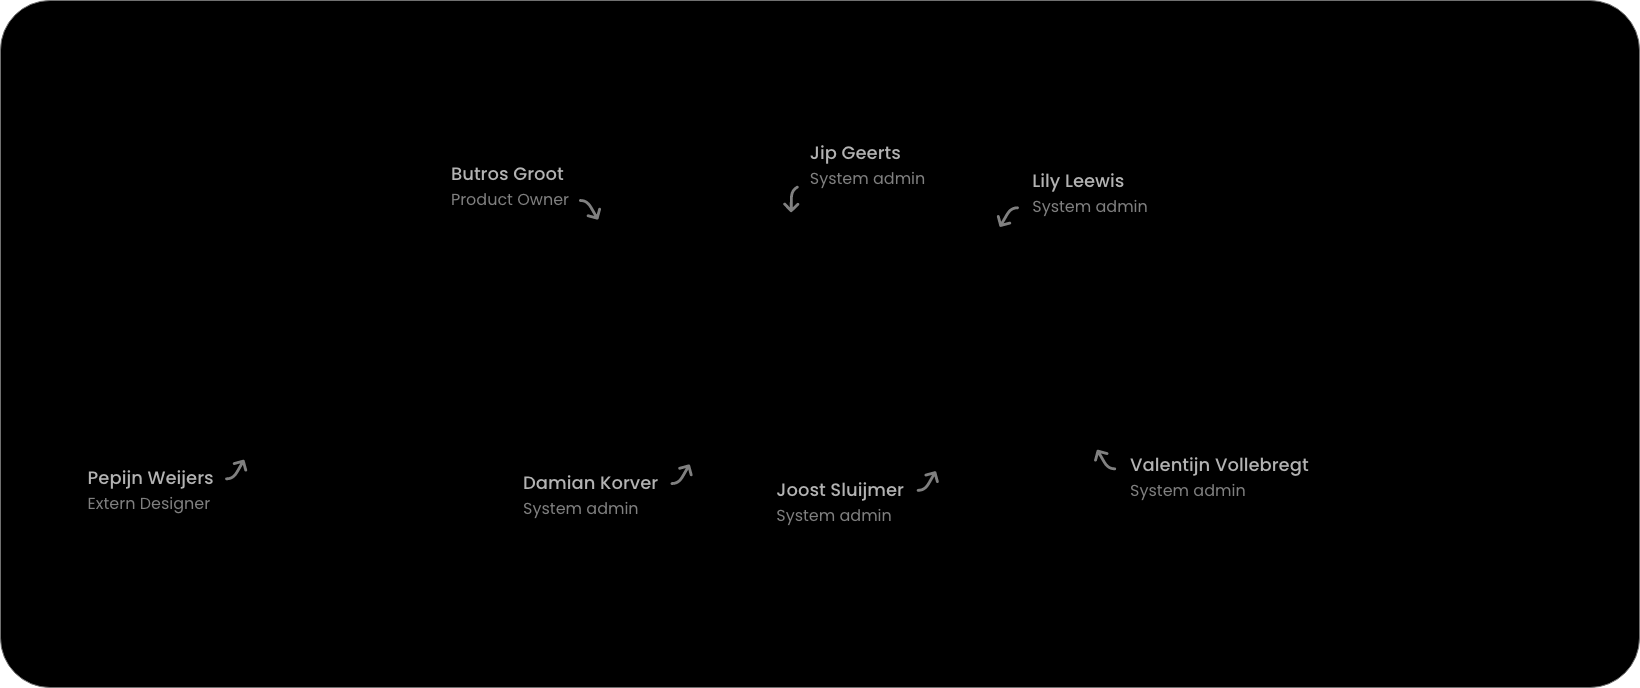 Butros Groot
Product Owner
Jip Geerts
System admin
Lily Leewis
System admin
Pepijn Weijers
Extern Designer
Damian Korver
System admin
Joost Sluijmer
System admin
Valentijn Vollebregt
System admin